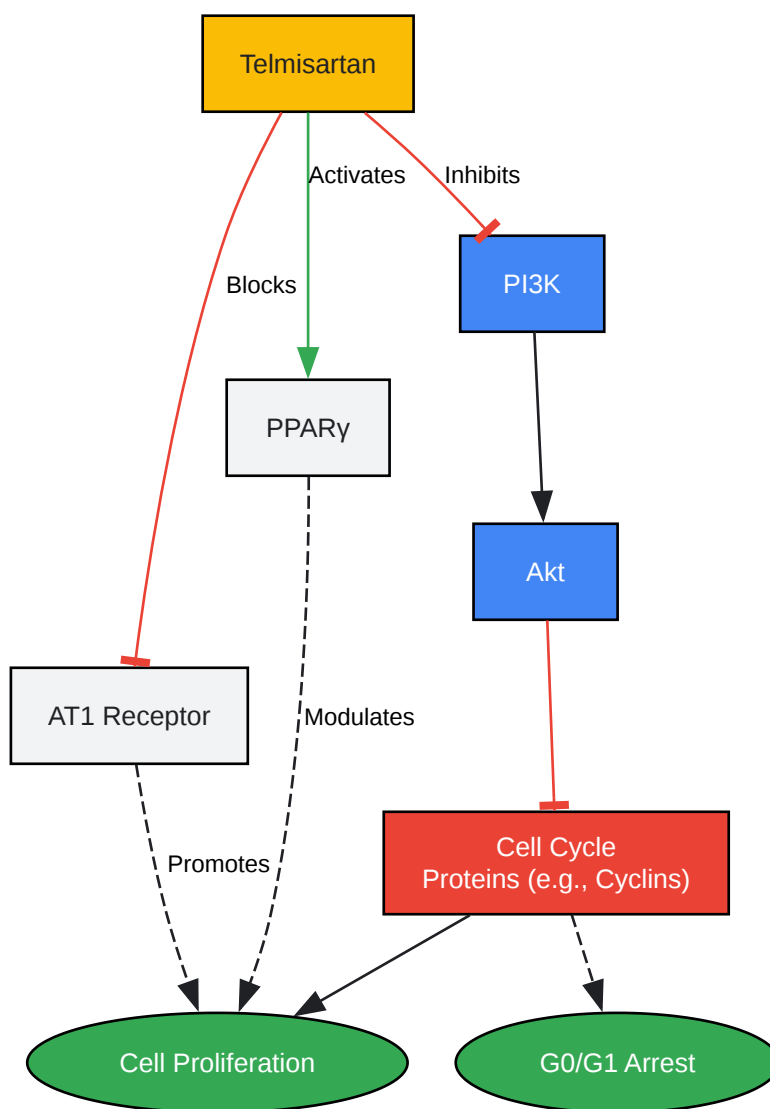 Telmisartan
Activates
Inhibits
PI3K
Blocks
PPARγ
Akt
AT1 Receptor
Modulates
Cell Cycle
Proteins (e.g., Cyclins)
Promotes
Cell Proliferation
G0/G1 Arrest